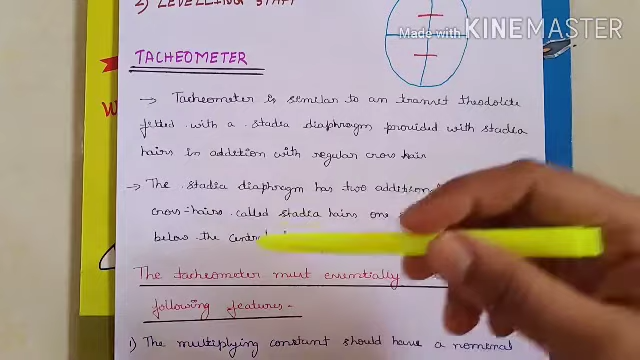 2) LEVELLING STAFF
Made with KINEMASTER
TACHEOMETER
→ Tacheometer is similar to an transit theodolite
fitted with a stadia diaphragm provided with stadia
hairs in addition with regular cross hair
→ The stadia diaphragm has two
cross-hairs called stadia hairs one
below the
The tacheometer must essentially
following features-
1) The multiplying constant should have a nominal